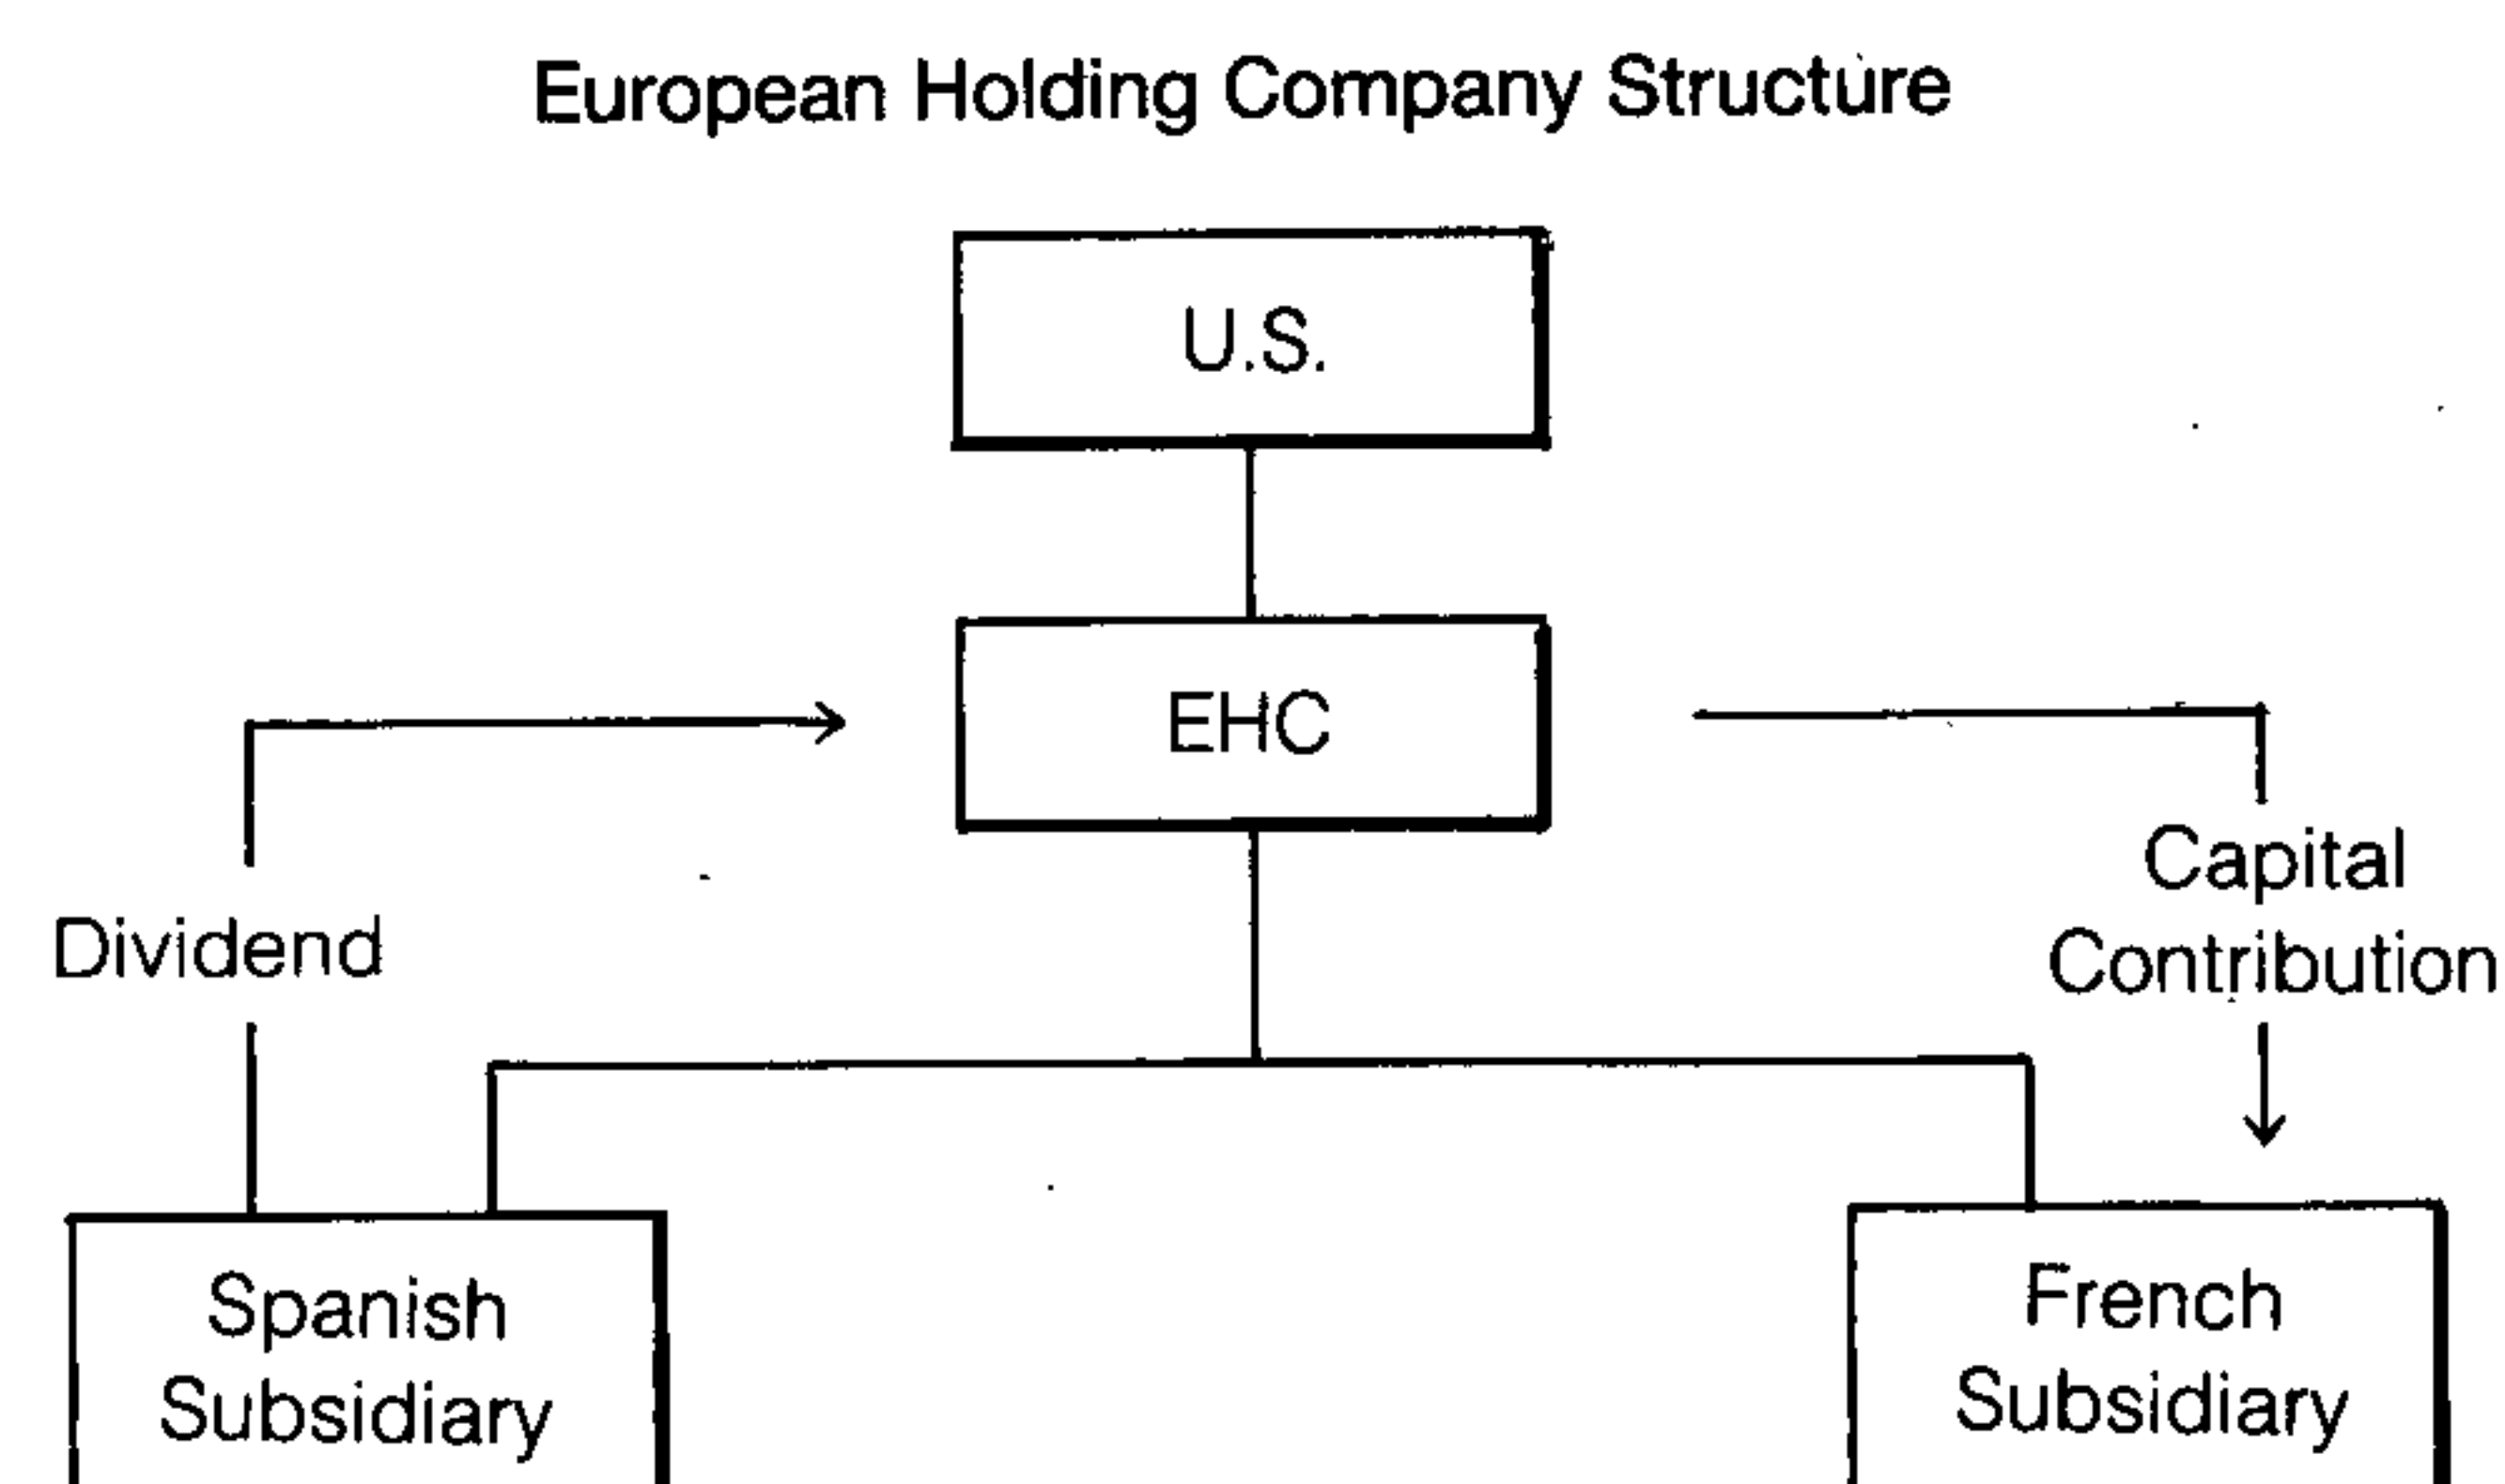 European Holding Company Structure
U.S.
EHC
Dividend
Capital
Contribution
Spanish
Subsidiary
French
Subsidiary